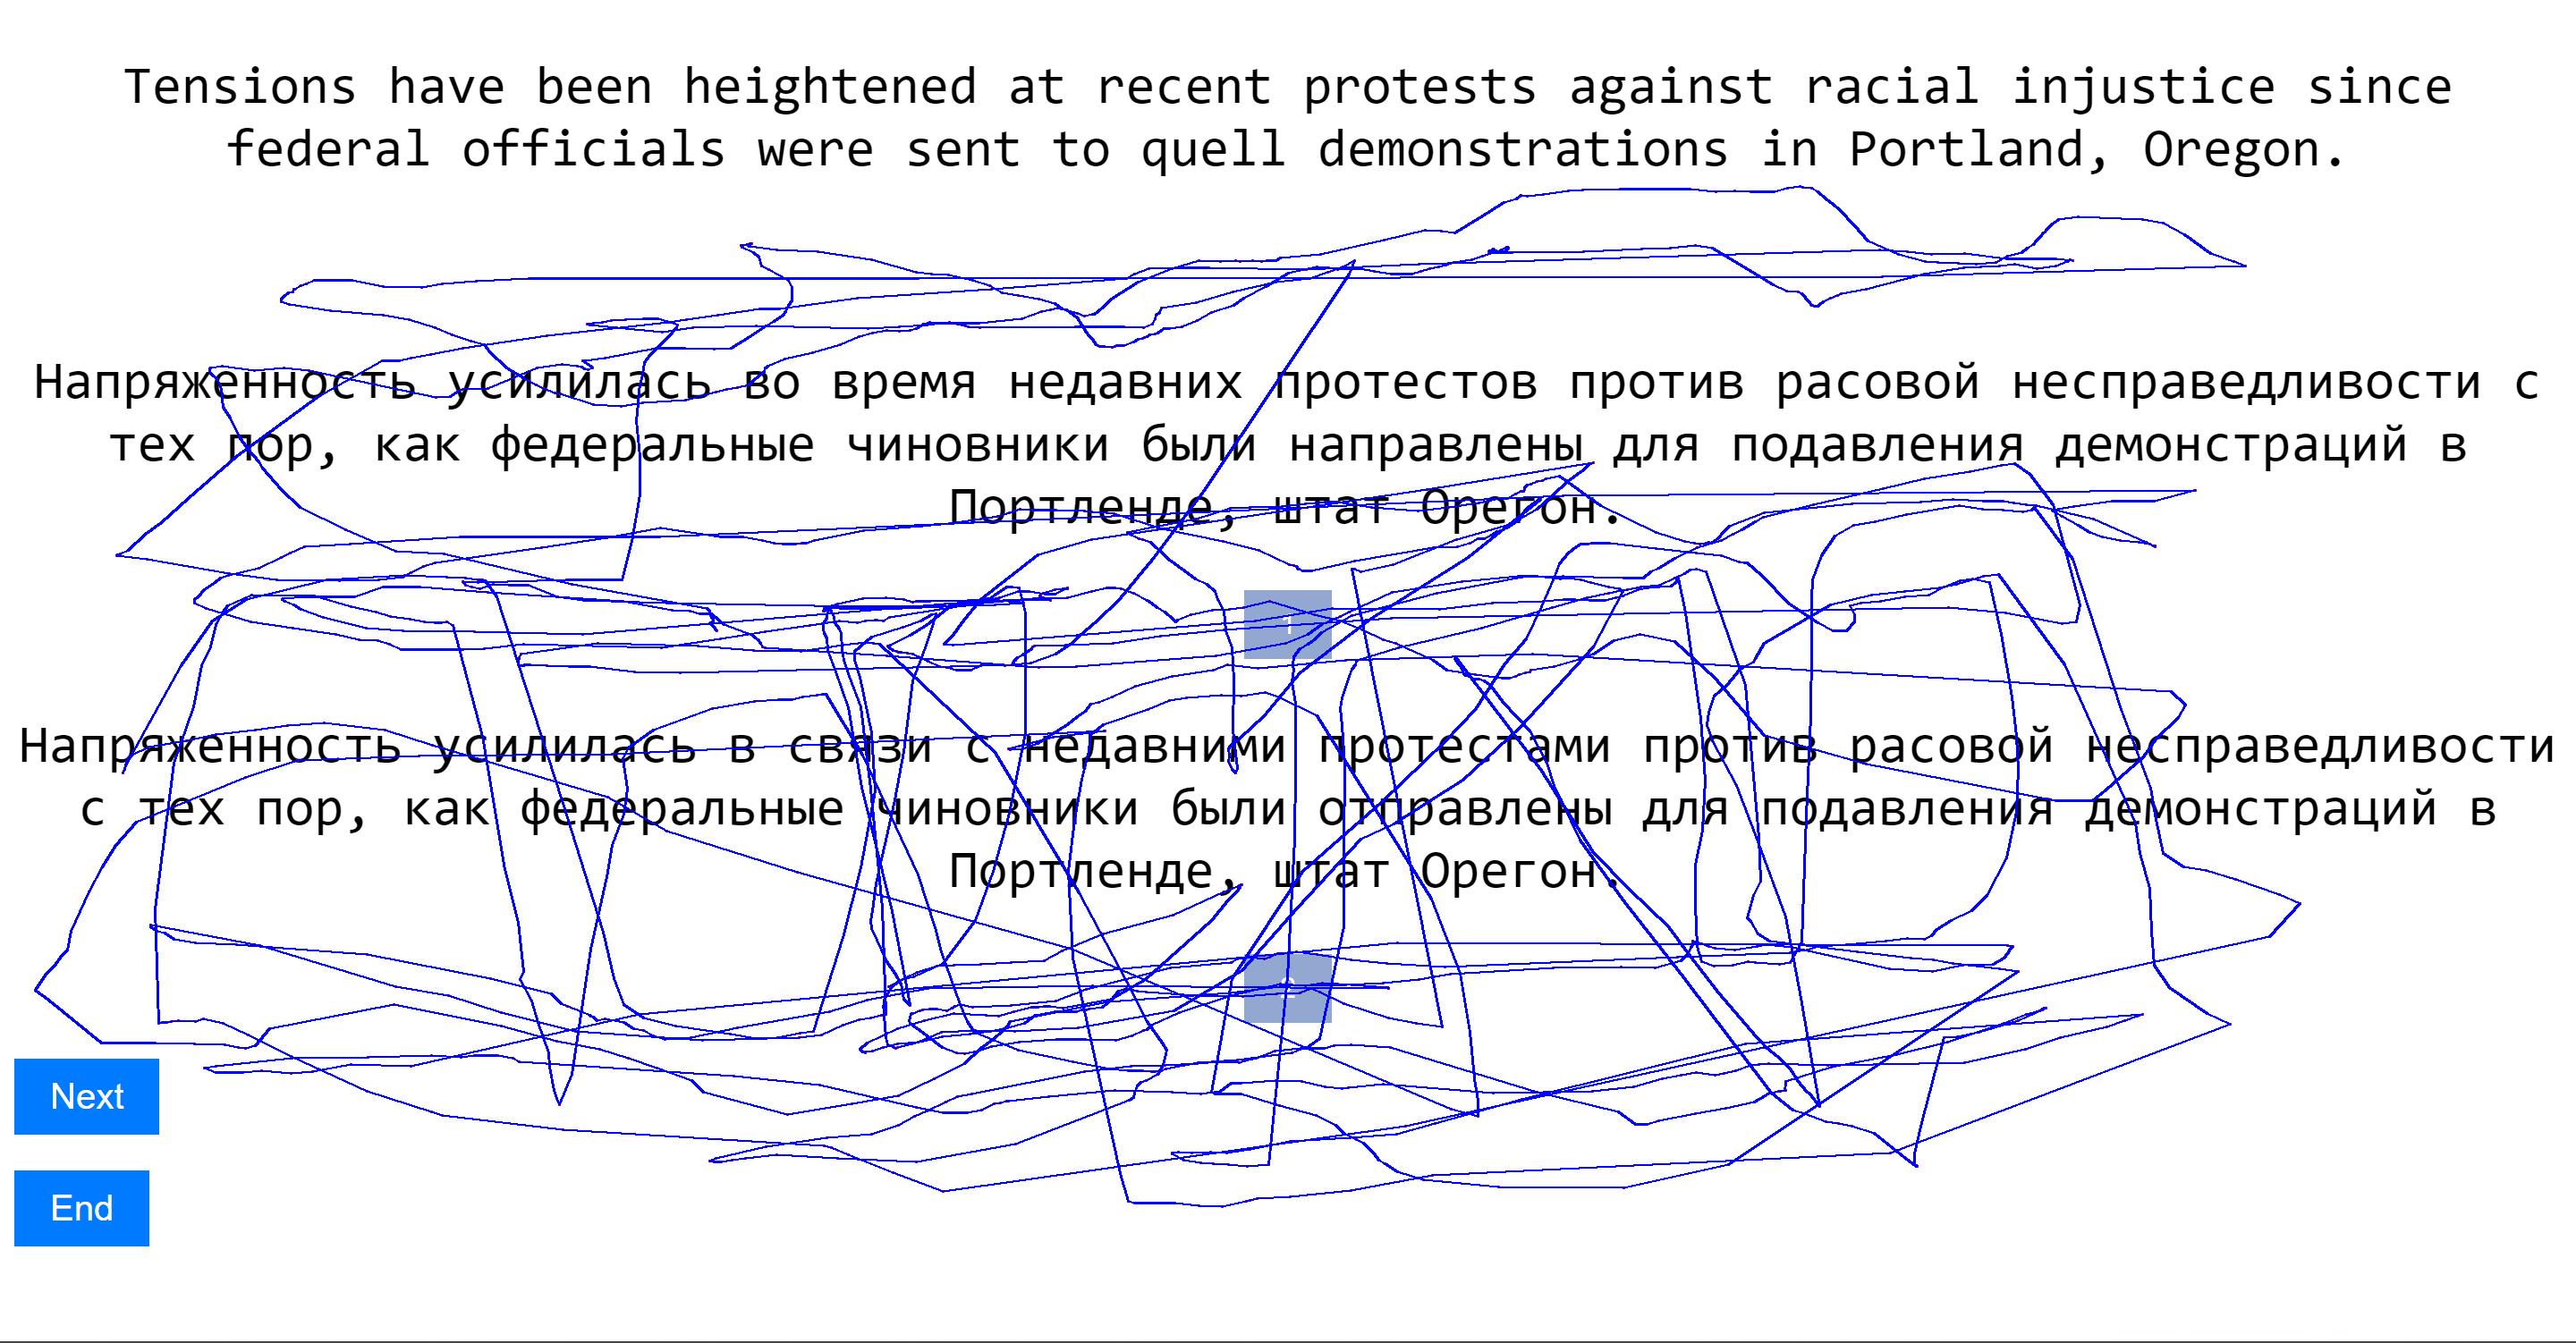 Tensions have been heightened at recent protests against racial injustice since
federal officials were sent to quell demonstrations in Portland, Oregon.
Напряженность усилилась во время недавних протестов против расовой несправедливости с
тех пор, как федеральные чиновники были направлены для подавления демонстраций в
Портленде, штат Орегон.
1
Напряженность усилилась в связи с недавними протестами против расовой несправедливости
с тех пор, как федеральные чиновники были отправлены для подавления демонстраций в
Портленде, штат Орегон.
2
Next
End